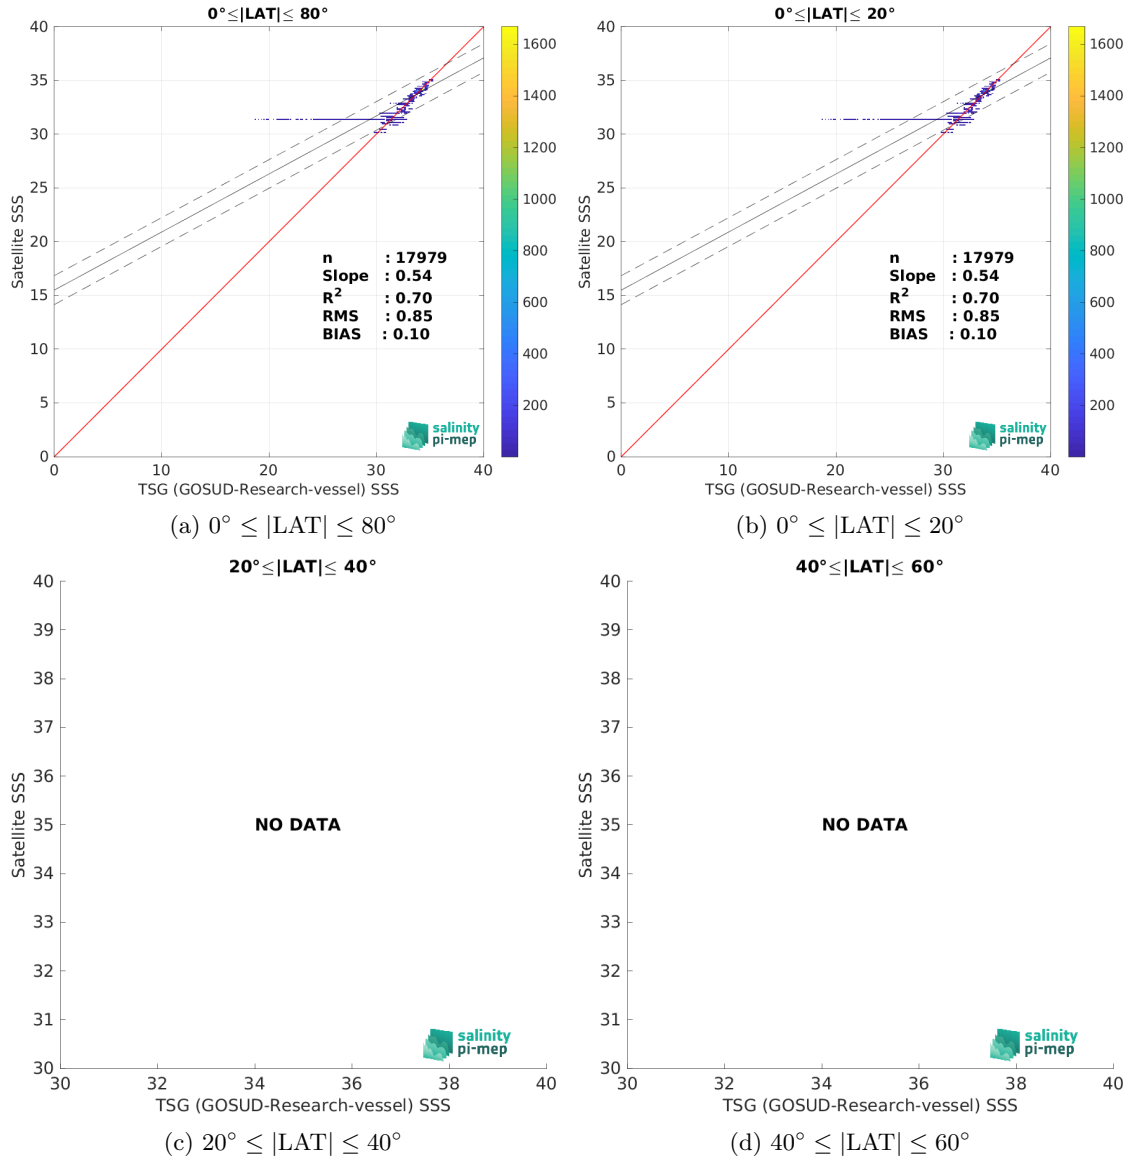 0°≤|LAT|≤ 80°
40
35
30
25
20
15
10
5
0
Satellite SSS
n : 17979
Slope : 0.54
R² : 0.70
RMS : 0.85
BIAS : 0.10
salinity
pi-mep
0 10 20 30 40
TSG (GOSUD-Research-vessel) SSS
1600
1400
1200
1000
800
600
400
200
(a) 0° ≤ |LAT| ≤ 80°
0°≤|LAT|≤ 20°
40
35
30
25
20
15
10
5
0
Satellite SSS
n : 17979
Slope : 0.54
R² : 0.70
RMS : 0.85
BIAS : 0.10
salinity
pi-mep
0 10 20 30 40
TSG (GOSUD-Research-vessel) SSS
1600
1400
1200
1000
800
600
400
200
(b) 0° ≤ |LAT| ≤ 20°
20°≤|LAT|≤ 40°
40
39
38
37
36
35
34
33
32
31
30
Satellite SSS
NO DATA
salinity
pi-mep
30 32 34 36 38 40
TSG (GOSUD-Research-vessel) SSS
(c) 20° ≤ |LAT| ≤ 40°
40°≤|LAT|≤ 60°
40
39
38
37
36
35
34
33
32
31
30
Satellite SSS
NO DATA
salinity
pi-mep
30 32 34 36 38 40
TSG (GOSUD-Research-vessel) SSS
(d) 40° ≤ |LAT| ≤ 60°